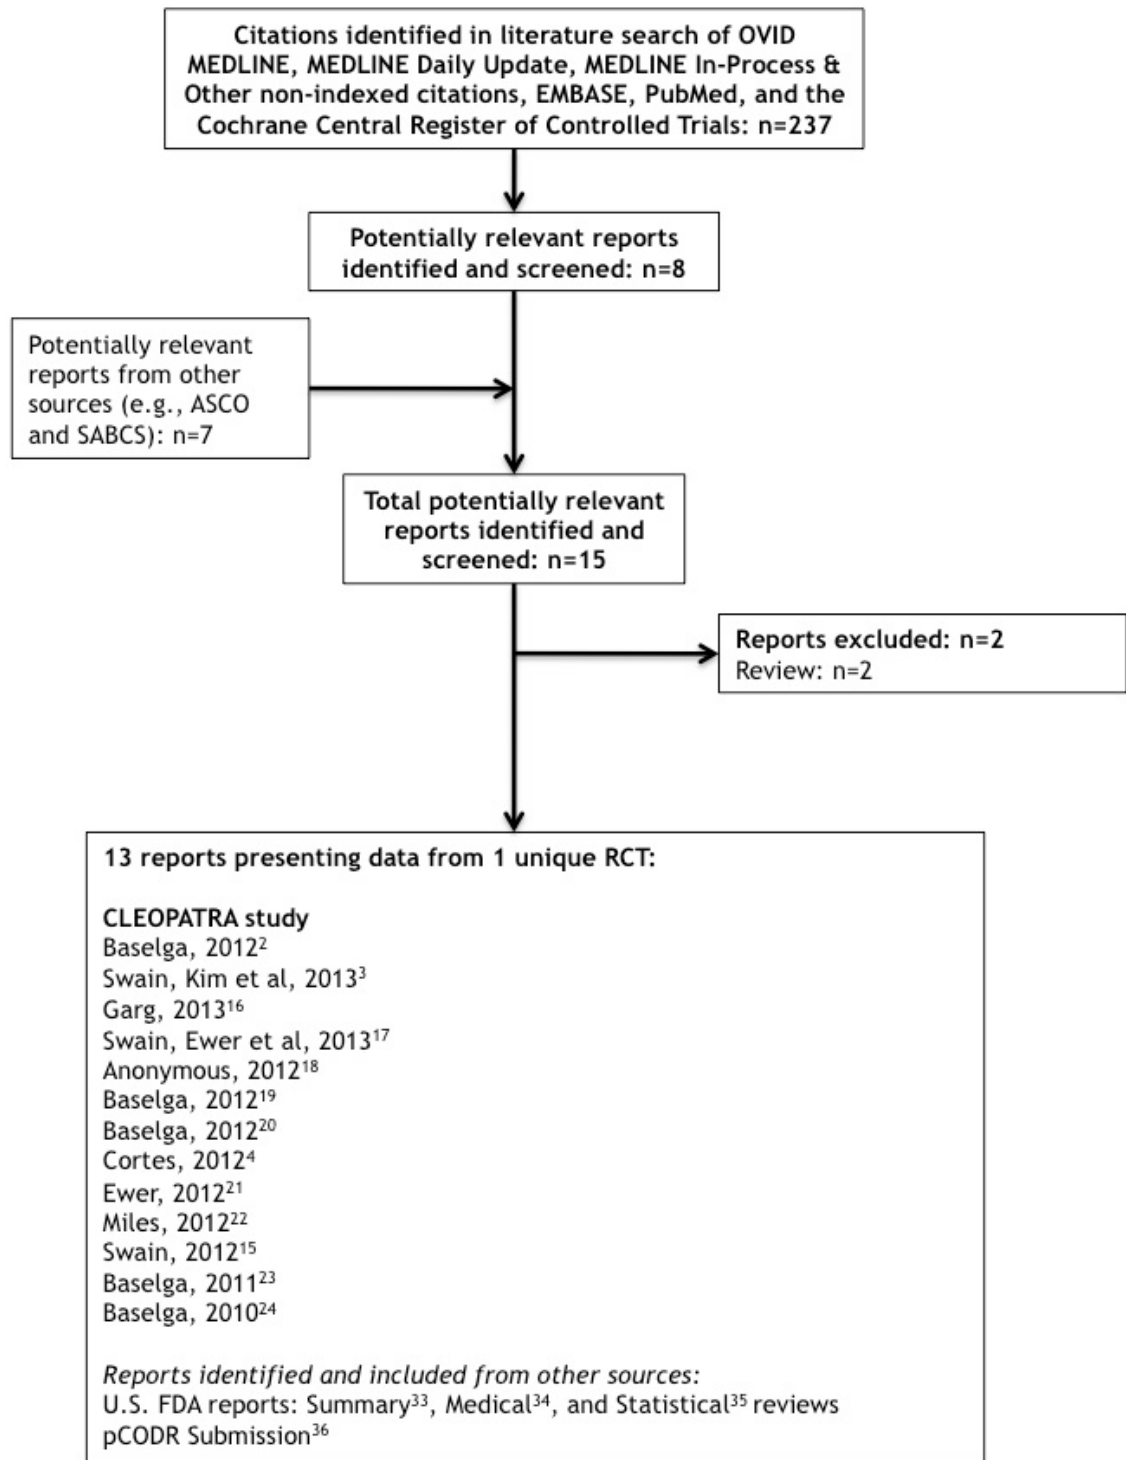 Citations identified in literature search of OVID
MEDLINE, MEDLINE Daily Update, MEDLINE In-Process &
Other non-indexed citations, EMBASE, PubMed, and the
Cochrane Central Register of Controlled Trials: n=237
Potentially relevant reports
identified and screened: n=8
Potentially relevant
reports from other
sources (e.g., ASCO
and SABCS): n=7
Total potentially relevant
reports identified and
screened: n=15
Reports excluded: n=2
Review: n=2
13 reports presenting data from 1 unique RCT:
CLEOPATRA study
Baselga, 2012²
Swain, Kim et al, 2013³
Garg, 2013¹⁶
Swain, Ewer et al, 2013¹⁷
Anonymous, 2012¹⁸
Baselga, 2012¹⁹
Baselga, 2012²⁰
Cortes, 2012⁴
Ewer, 2012²¹
Miles, 2012²²
Swain, 2012¹⁵
Baselga, 2011²³
Baselga, 2010²⁴
Reports identified and included from other sources:
U.S. FDA reports: Summary³³, Medical³⁴, and Statistical³⁵ reviews
pCODR Submission³⁶